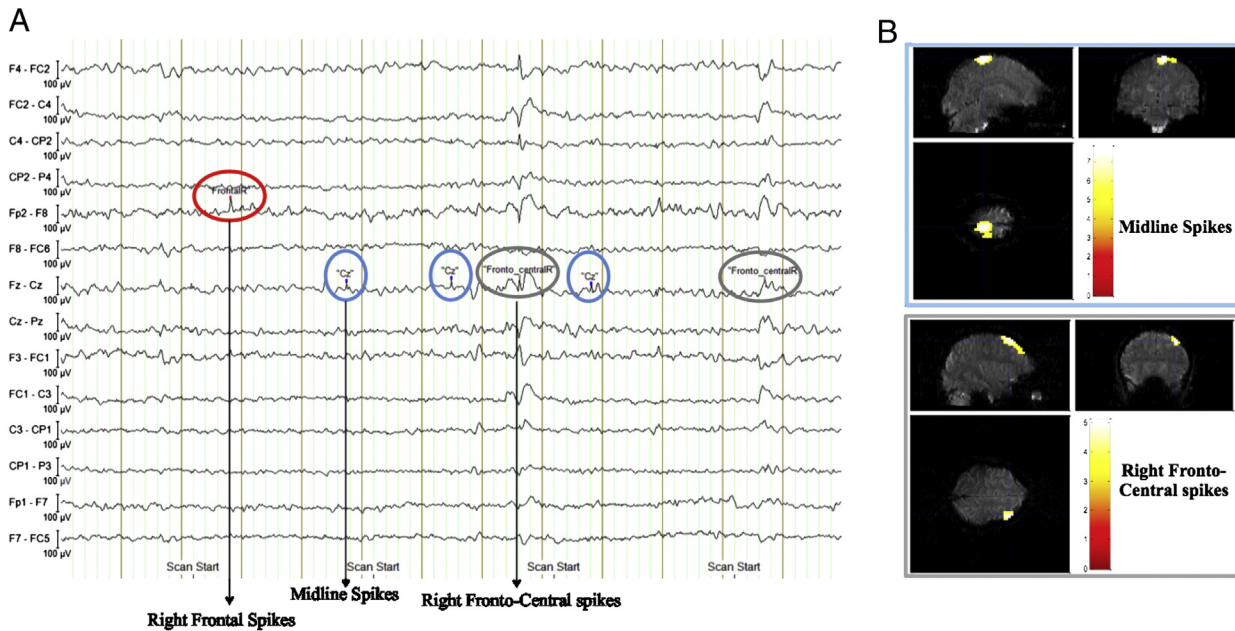 A
F4 - FC2
100 µV
FC2 - C4
100 µV
C4 - CP2
100 µV
CP2 - P4
100 µV
FrontalR"
Fp2 - F8
100 µV
F8 - FC6
100 µV
"Cz"
"Cz"
"Fronto_centralR"
"Cz"
"Fronto_centralR"
Fz - Cz
100 µV
Cz - Pz
100 µV
F3 - FC1
100 µV
FC1 - C3
100 µV
C3 - CP1
100 µV
CP1 - P3
100 µV
Fp1 - F7
100 µV
F7 - FC5
100 µV
Scan Start
Scan Start
Scan Start
Scan Start
Right Frontal Spikes
Midline Spikes
Right Fronto-Central spikes
B
7
6
5
4
3
2
1
0
Midline Spikes
5
4
3
2
1
0
Right Fronto-
Central spikes